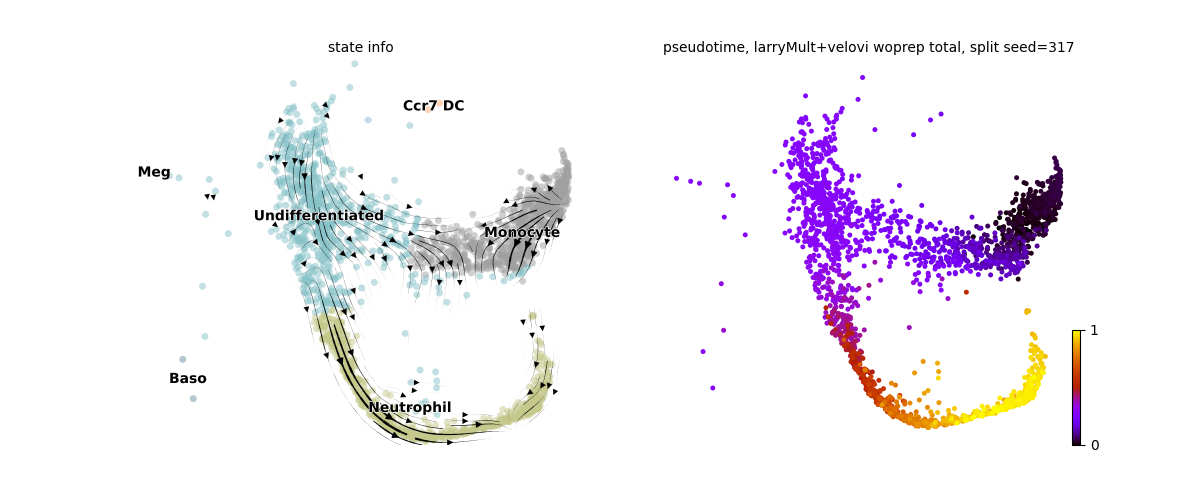 state info
pseudotime, larryMult+velovi woprep total, split seed=317
Ccr7 DC
Meg
Undifferentiated
Monocyte
Baso
Neutrophil
1
0